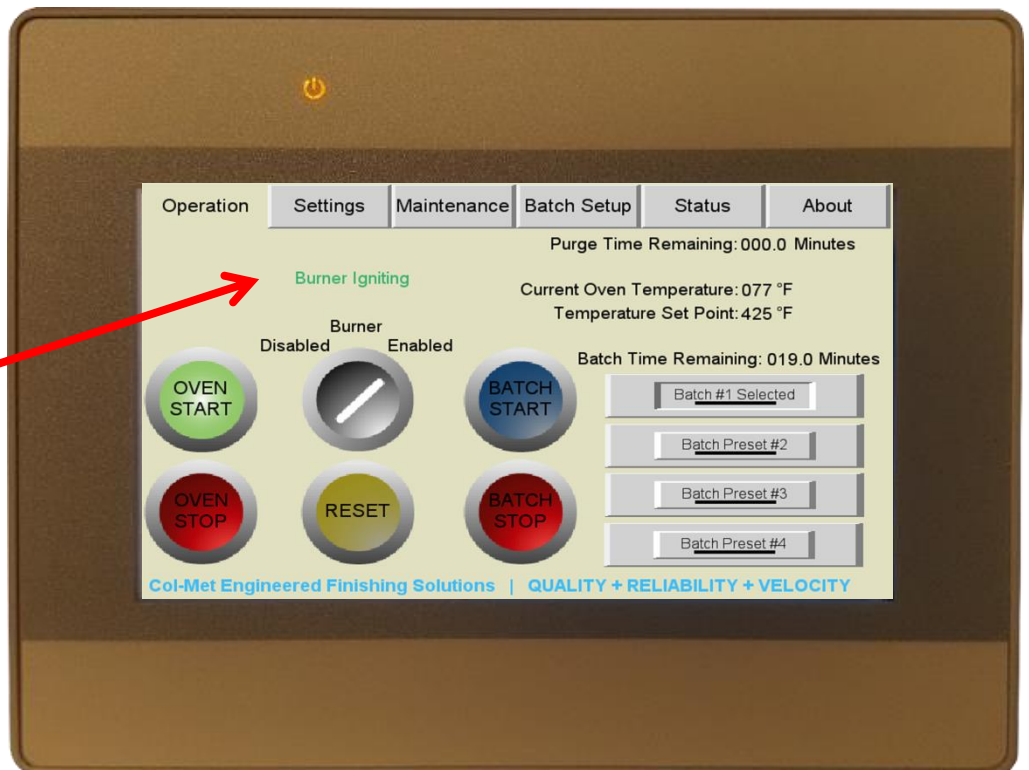 Operation Settings Maintenance Batch Setup Status About
Purge Time Remaining: 000.0 Minutes
Burner Igniting
Current Oven Temperature: 077 °F
Temperature Set Point: 425 °F
Burner
Disabled Enabled
Batch Time Remaining: 019.0 Minutes
OVEN
START
BATCH
START
Batch #1 Selected
Batch Preset #2
OVEN
STOP
RESET
BATCH
STOP
Batch Preset #3
Batch Preset #4
Col-Met Engineered Finishing Solutions | QUALITY + RELIABILITY + VELOCITY